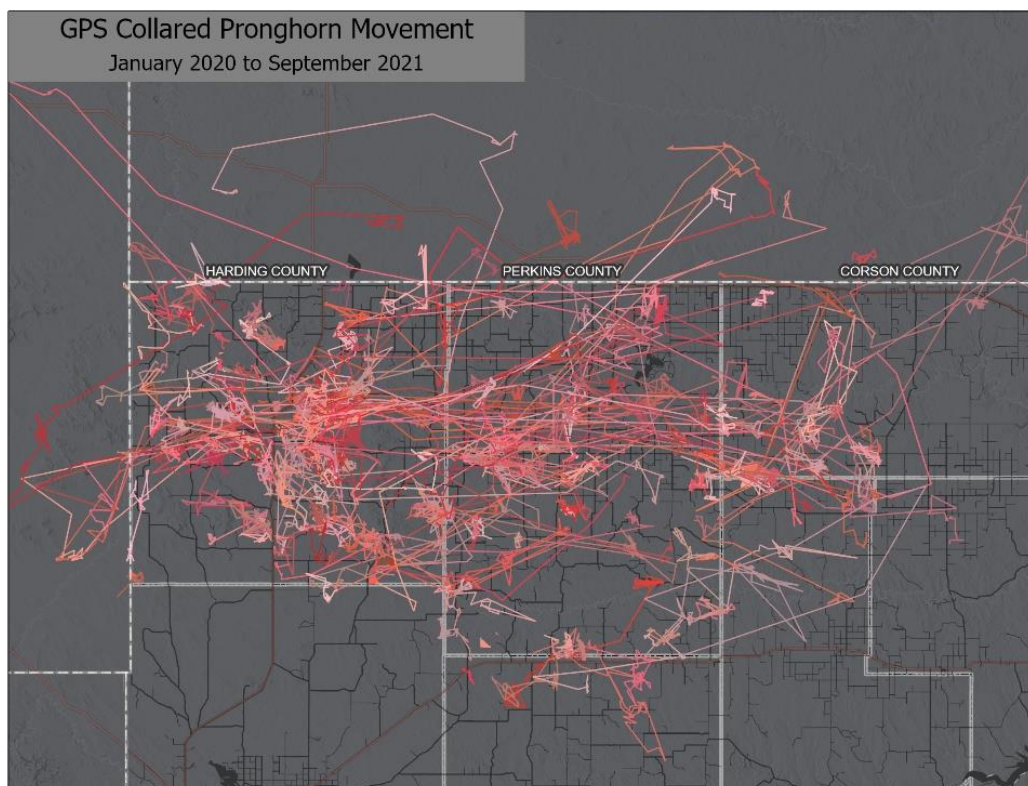 GPS Collared Pronghorn Movement
January 2020 to September 2021
HARDING COUNTY
PERKINS COUNTY
CORSON COUNTY